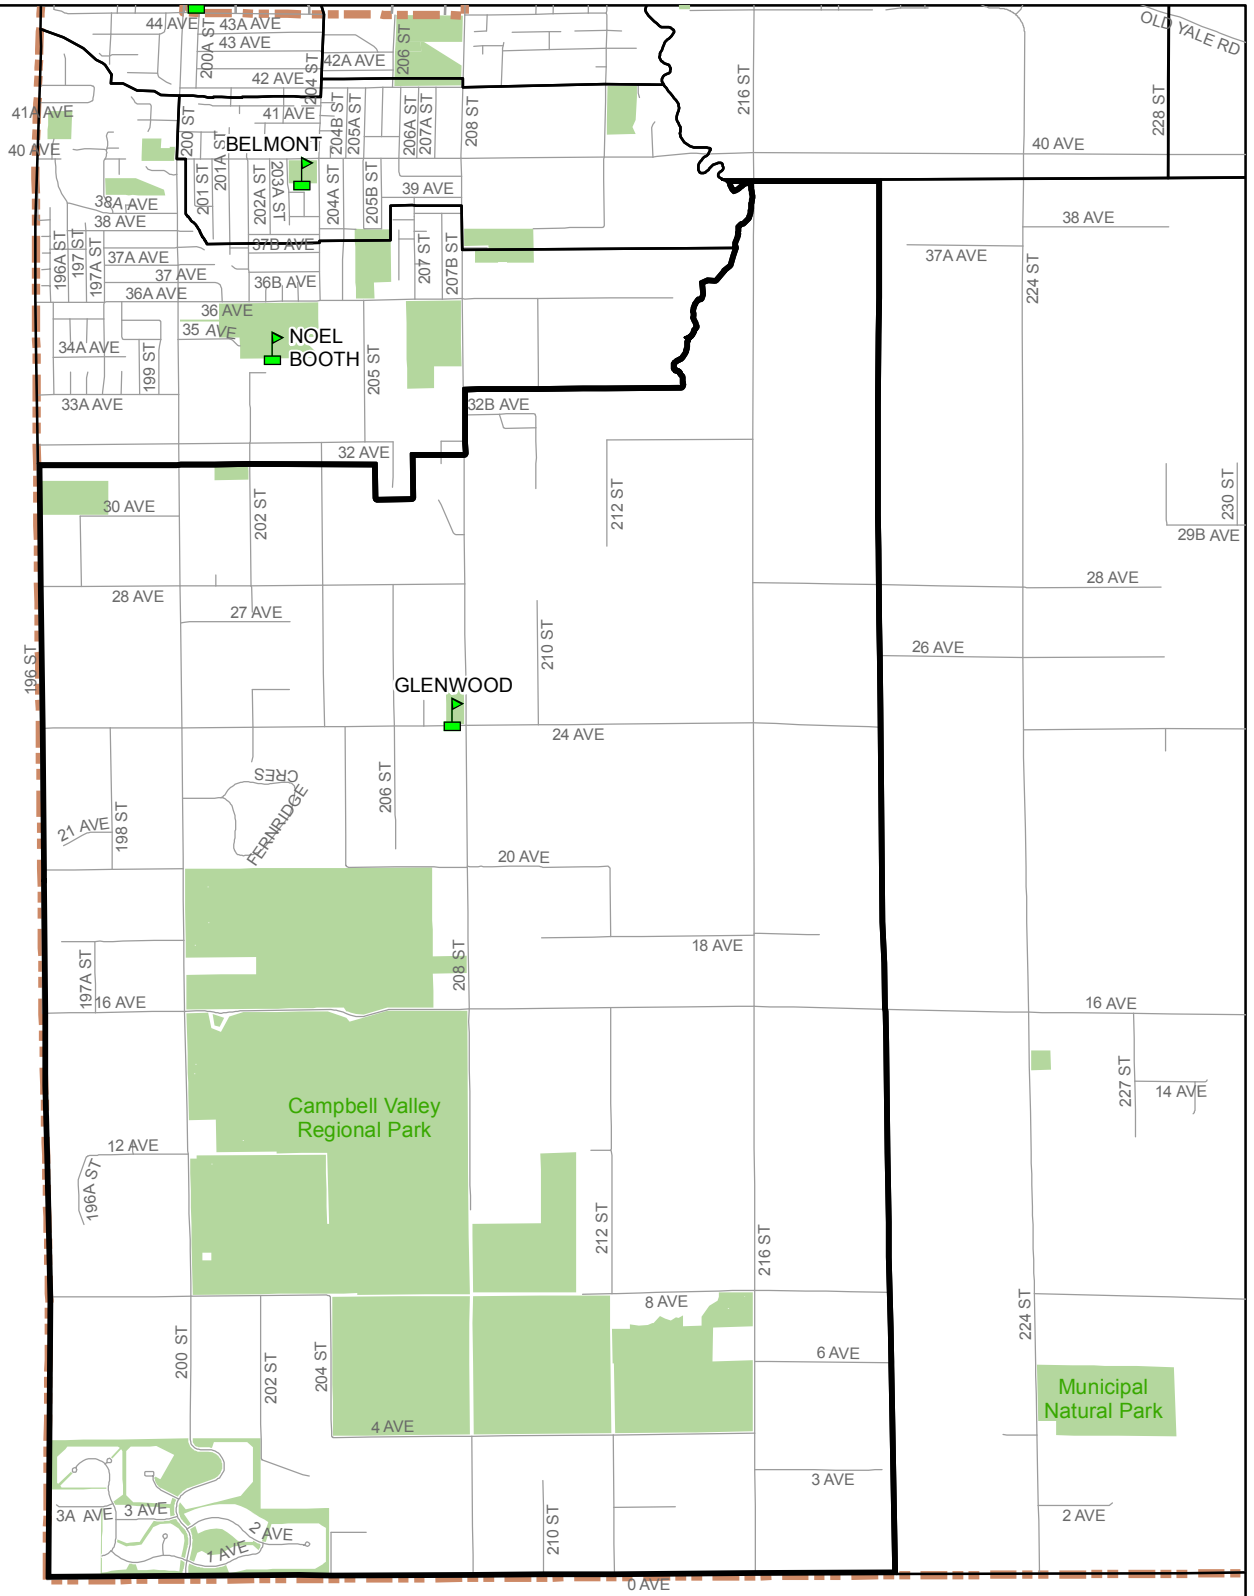 44 AVE
43A AVE
43 AVE
42A AVE
42 AVE
200A ST
204 ST
206 ST
216 ST
228 ST
OLD YALE RD
41A AVE
41 AVE
40 AVE
40 AVE
200 ST
BELMONT
204B ST
205A ST
206A ST
207A ST
208 ST
201 ST
201A ST
202A ST
203A ST
204A ST
205B ST
39 AVE
38A AVE
38 AVE
38 AVE
37B AVE
37A AVE
37A AVE
37 AVE
36B AVE
36A AVE
36 AVE
35 AVE
196A ST
197 ST
197A ST
207 ST
207B ST
224 ST
NOEL
BOOTH
34A AVE
199 ST
205 ST
33A AVE
32B AVE
32 AVE
30 AVE
202 ST
212 ST
230 ST
29B AVE
28 AVE
28 AVE
27 AVE
26 AVE
210 ST
196 ST
GLENWOOD
24 AVE
CRES
FERNRIDGE
206 ST
21 AVE
198 ST
20 AVE
18 AVE
208 ST
197A ST
16 AVE
16 AVE
227 ST
14 AVE
Campbell Valley
Regional Park
12 AVE
196A ST
212 ST
216 ST
8 AVE
224 ST
200 ST
202 ST
204 ST
6 AVE
Municipal
Natural Park
4 AVE
3 AVE
3A AVE
3 AVE
2 AVE
1 AVE
210 ST
2 AVE
0 AVE